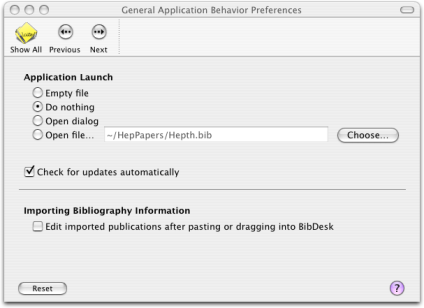 General Application Behavior Preferences
Show All Previous Next
Application Launch
Empty file
Do nothing
Open dialog
Open file... ~/HepPapers/Hepth.bib Choose...
Check for updates automatically
Importing Bibliography Information
Edit imported publications after pasting or dragging into BibDesk
Reset ?